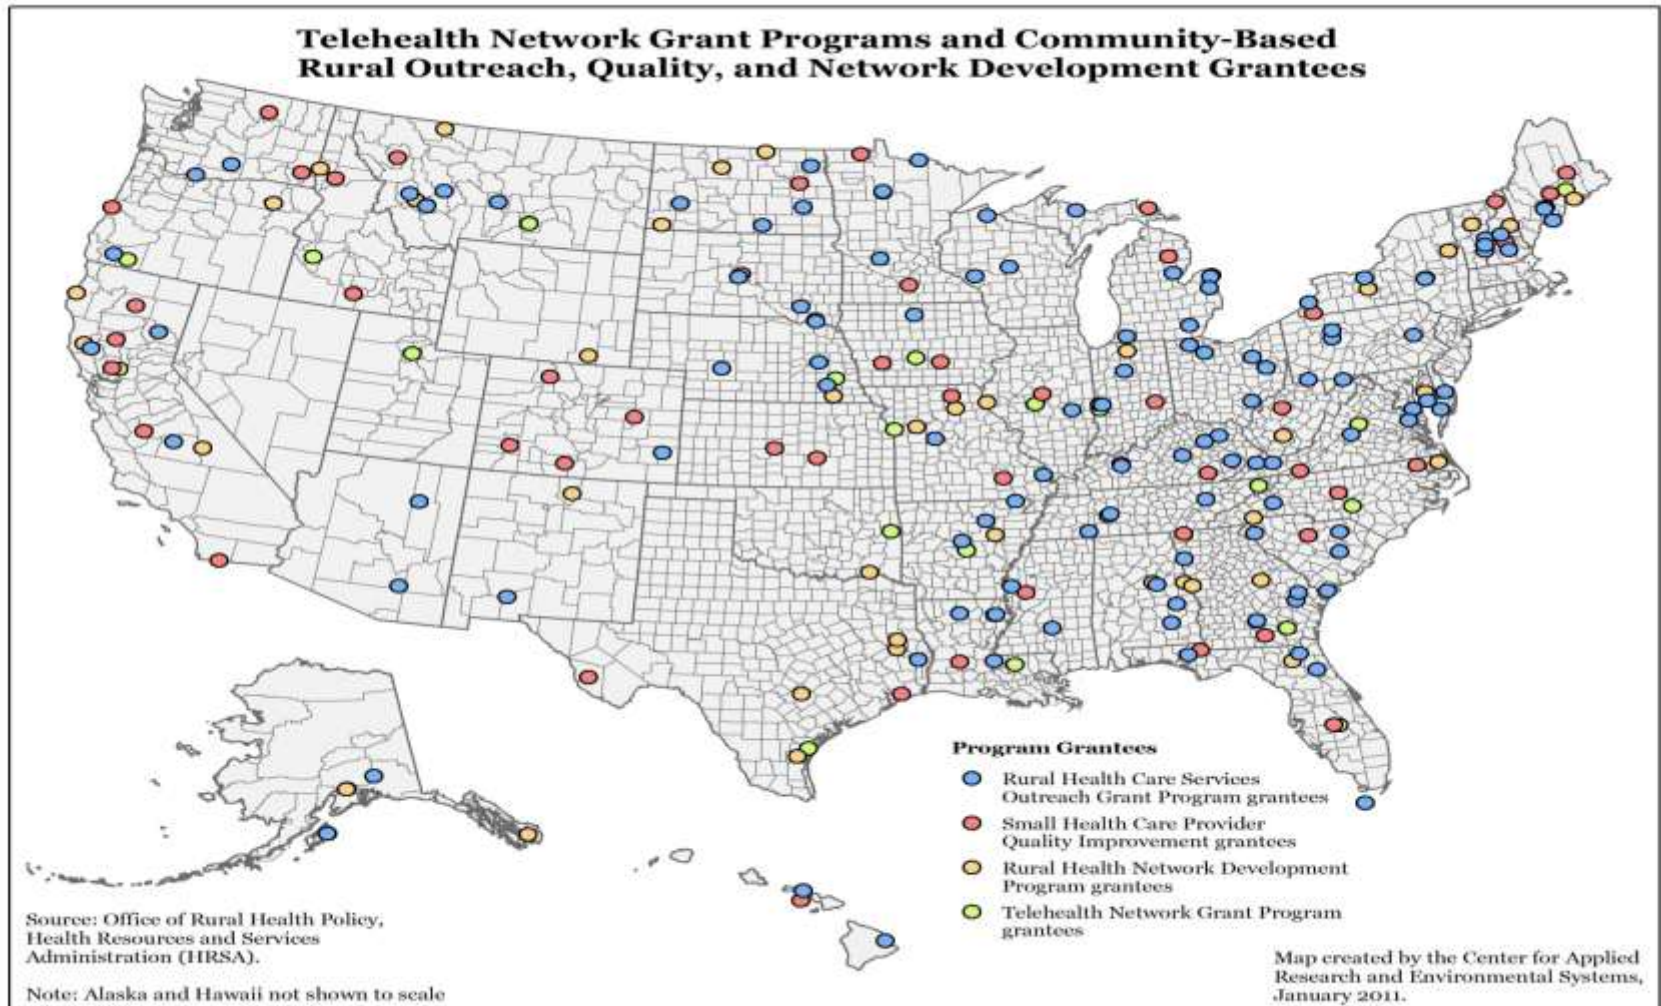 Telehealth Network Grant Programs and Community-Based
Rural Outreach, Quality, and Network Development Grantees
Program Grantees
Rural Health Care Services
Outreach Grant Program grantees
Small Health Care Provider
Quality Improvement grantees
Rural Health Network Development
Program grantees
Telehealth Network Grant Program
grantees
Source: Office of Rural Health Policy,
Health Resources and Services
Administration (HRSA).
Note: Alaska and Hawaii not shown to scale
Map created by the Center for Applied
Research and Environmental Systems,
January 2011.